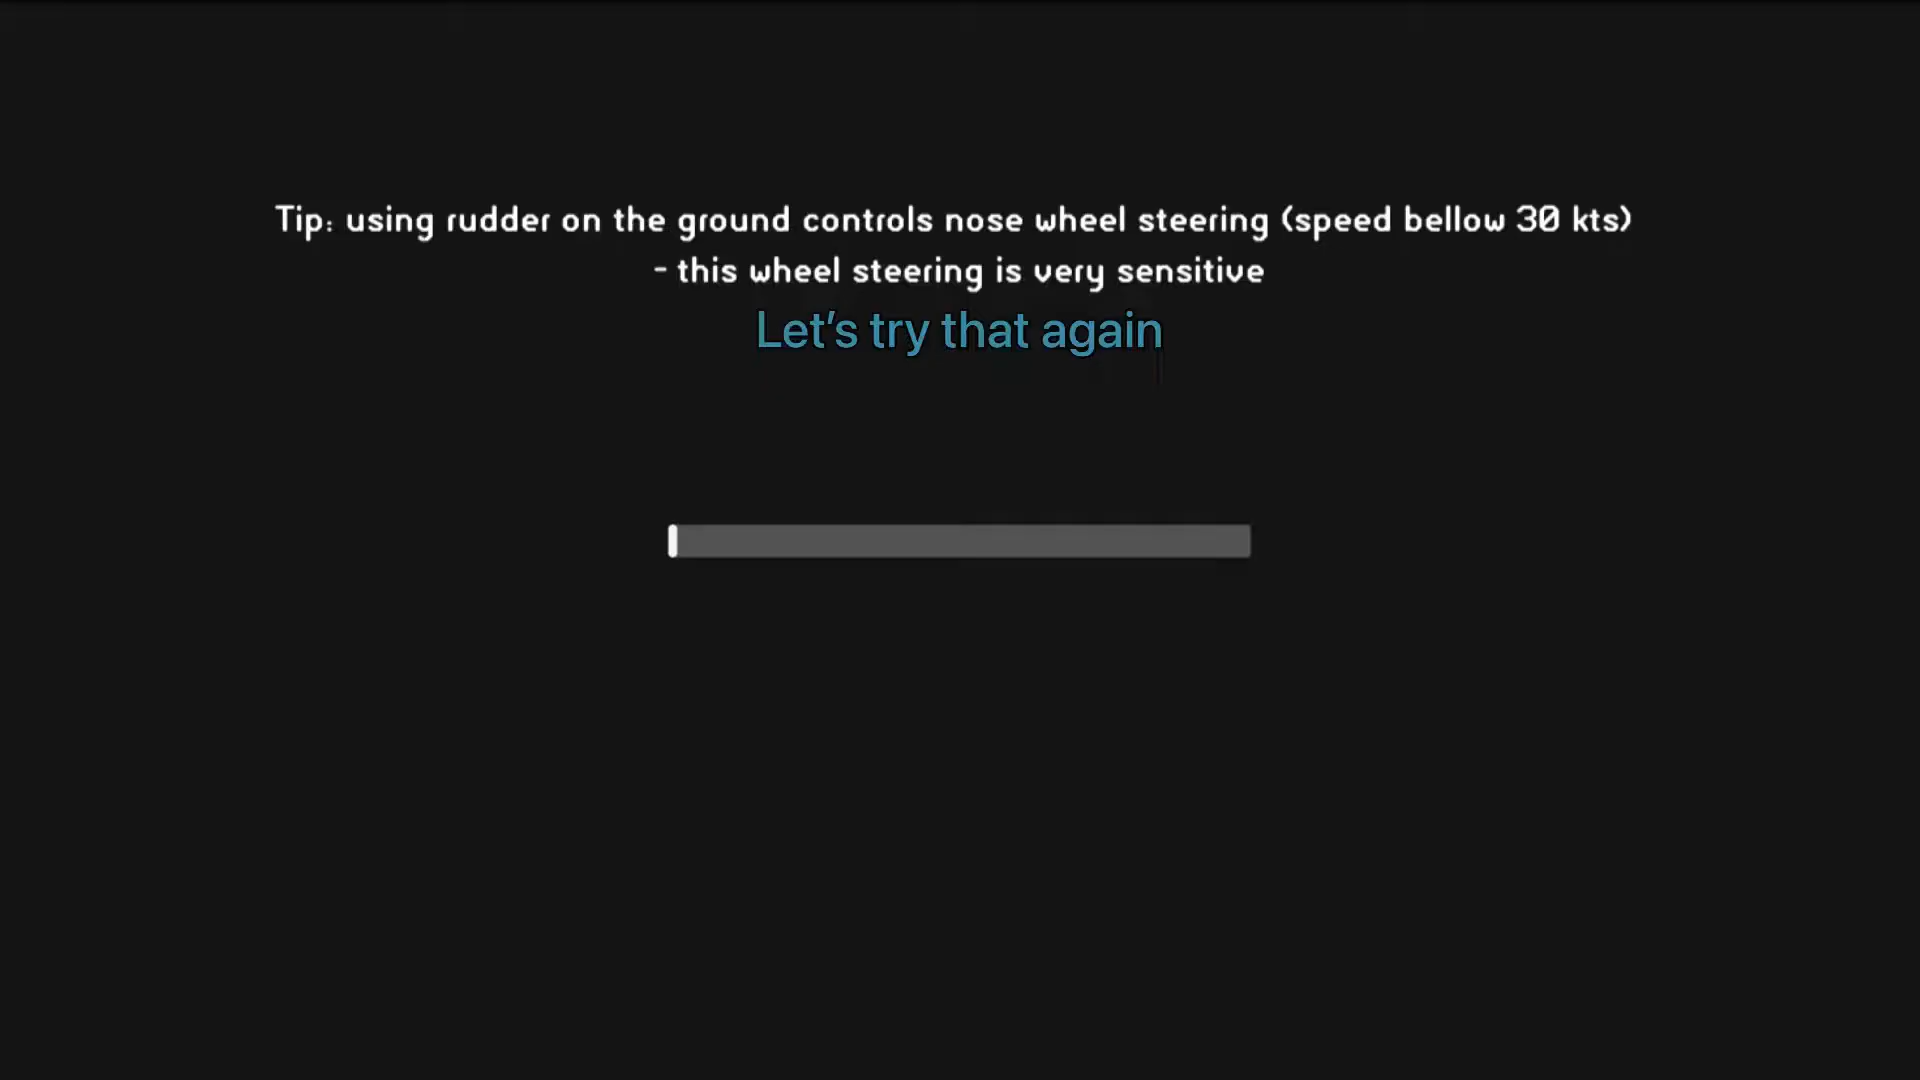 Tip: using rudder on the ground controls nose wheel steering (speed bellow 30 kts)
- this wheel steering is very sensitive
Let's try that again